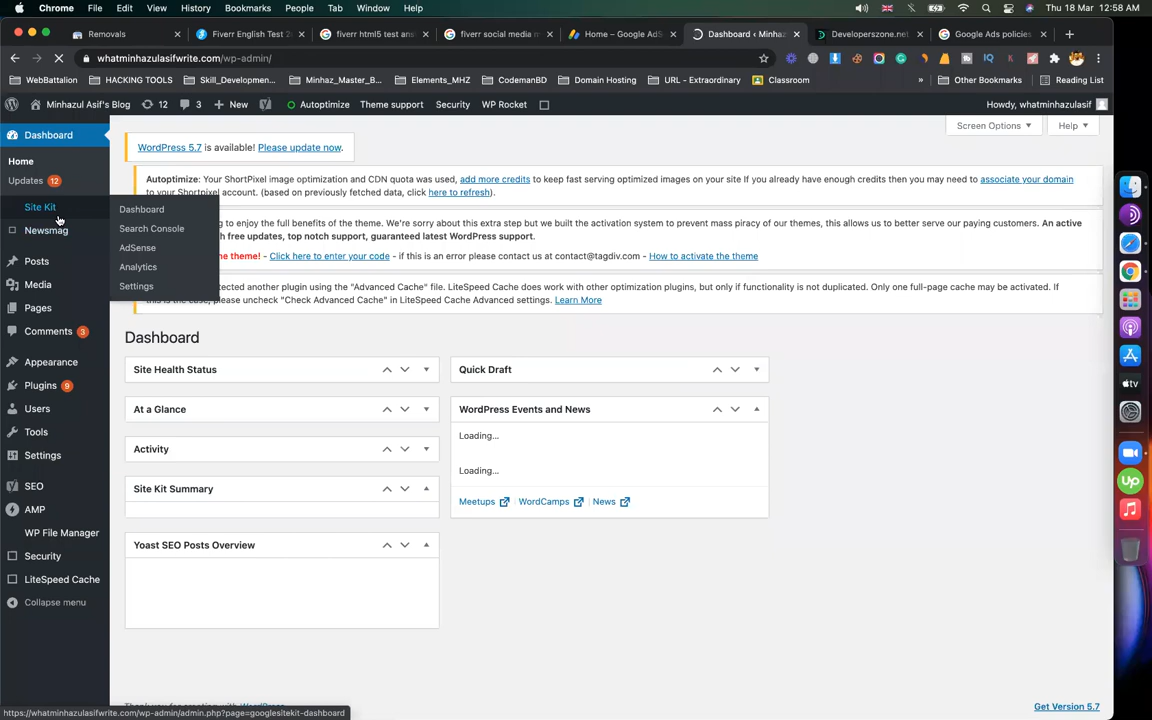 Chrome File Edit View History Bookmarks People Tab Window Help Thu 18 Mar 12:58 AM
Removals Fiverr English Test 2 fiverr html5 test ans fiverr social media m Home – Google AdS Dashboard ‹ Minhaz Developerszone.net Google Ads policies
whatminhazulasifwrite.com/wp-admin/
WebBattalion HACKING TOOLS Skill_Developmen... Minhaz_Master_B... Elements_MHZ CodemanBD Domain Hosting URL - Extraordinary Classroom » Other Bookmarks Reading List
Minhazul Asif's Blog 12 3 + New Autoptimize Theme support Security WP Rocket Howdy, whatminhazulasif
Dashboard
Screen Options Help
WordPress 5.7 is available! Please update now.
Home
Updates 12
Autoptimize: Your ShortPixel image optimization and CDN quota was used, add more credits to keep fast serving optimized images on your site If you already have enough credits then you may need to associate your domain
to your Shortpixel account. (based on previously fetched data, click here to refresh).
Site Kit
Dashboard
Search Console
AdSense
Analytics
Settings
g to enjoy the full benefits of the theme. We're sorry about this extra step but we built the activation system to prevent mass piracy of our theme, this allows us to better serve our paying customers. An active
h free updates, top notch support, guaranteed latest WordPress support.
he theme! - Click here to enter your code - if this is an error please contact us at contact@tagdiv.com - How to activate the theme
tected another plugin using the "Advanced Cache" file. LiteSpeed Cache does work with other optimization plugins, but only if functionality is not duplicated. Only one full-page cache may be activated. If
this is the case, please uncheck "Check Advanced Cache" in LiteSpeed Cache Advanced settings. Learn More
Newsmag
Posts
Media
Pages
Comments 3
Appearance
Plugins 9
Users
Tools
Settings
SEO
AMP
WP File Manager
Security
LiteSpeed Cache
Collapse menu
Dashboard
Site Health Status
At a Glance
Activity
Site Kit Summary
Yoast SEO Posts Overview
Quick Draft
WordPress Events and News
Loading...
Loading...
Meetups WordCamps News
Get Version 5.7
https://whatminhazulasifwrite.com/wp-admin/admin.php?page=googlesitekit-dashboard